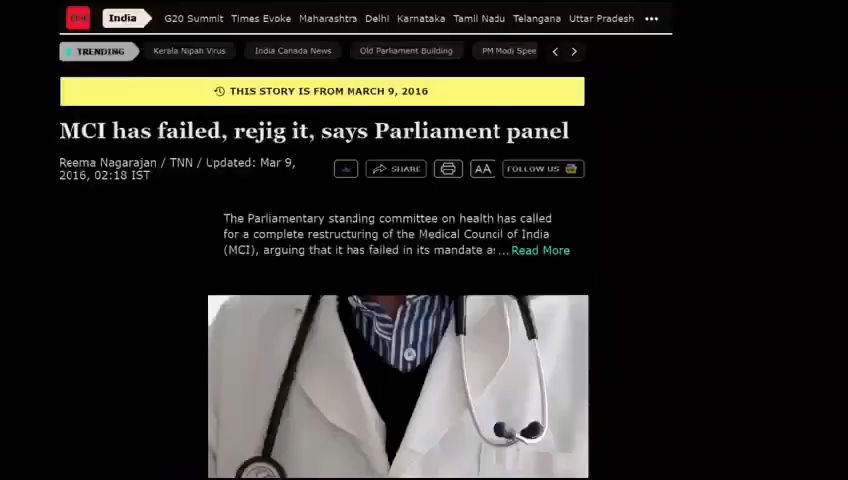 India G20 Summit Times Evoke Maharashtra Delhi Karnataka Tamil Nadu Telangana Uttar Pradesh
TRENDING Kerala Nipah Virus India Canada News Old Parliament Building PM Modi Spee
THIS STORY IS FROM MARCH 9, 2016
MCI has failed, rejig it, says Parliament panel
Reema Nagarajan / TNN / Updated: Mar 9,
2016, 02:18 IST
SHARE AA FOLLOW US
The Parliamentary standing committee on health has called
for a complete restructuring of the Medical Council of India
(MCI), arguing that it has failed in its mandate as ...Read More